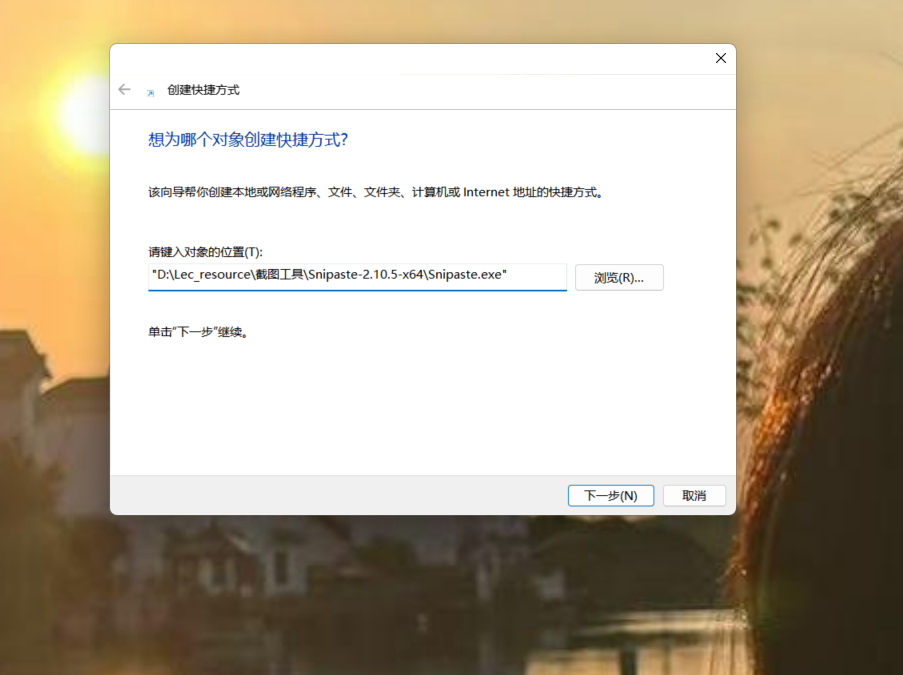 创建快捷方式
想为哪个对象创建快捷方式?
该向导帮你创建本地或网络程序、文件、文件夹、计算机或 Internet 地址的快捷方式。
请键入对象的位置(T):
"D:\Lec_resource\截图工具\Snipaste-2.10.5-x64\Snipaste.exe"
浏览(R)...
单击“下一步”继续。
下一步(N)
取消